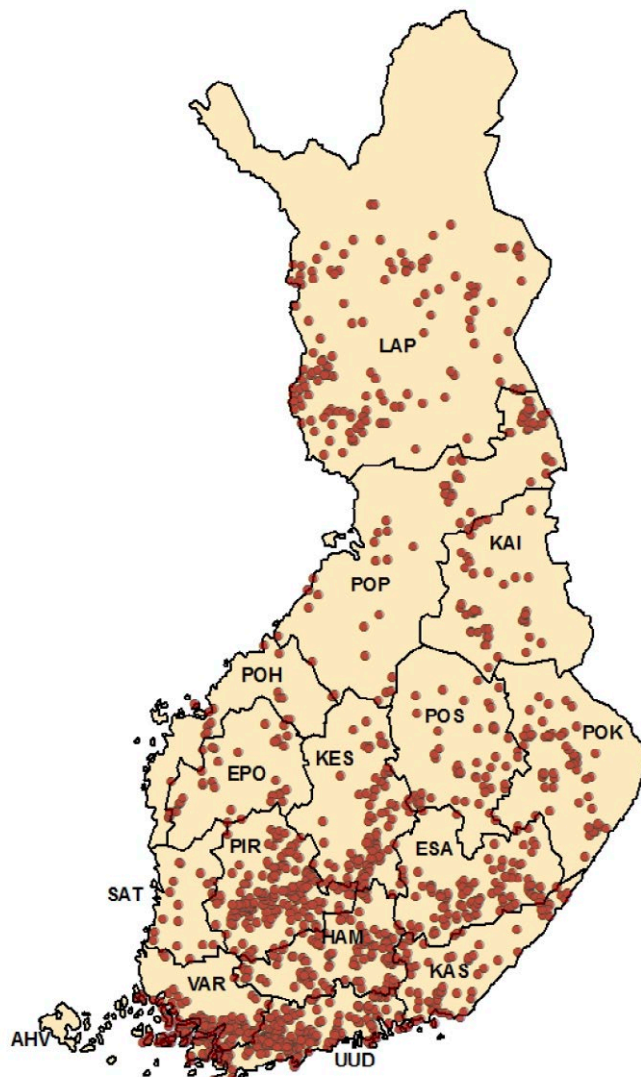 LAP
KAI
POP
POH
POS
POK
KES
EPO
PIR
ESA
SAT
HAM
KAS
VAR
AHV
UUD